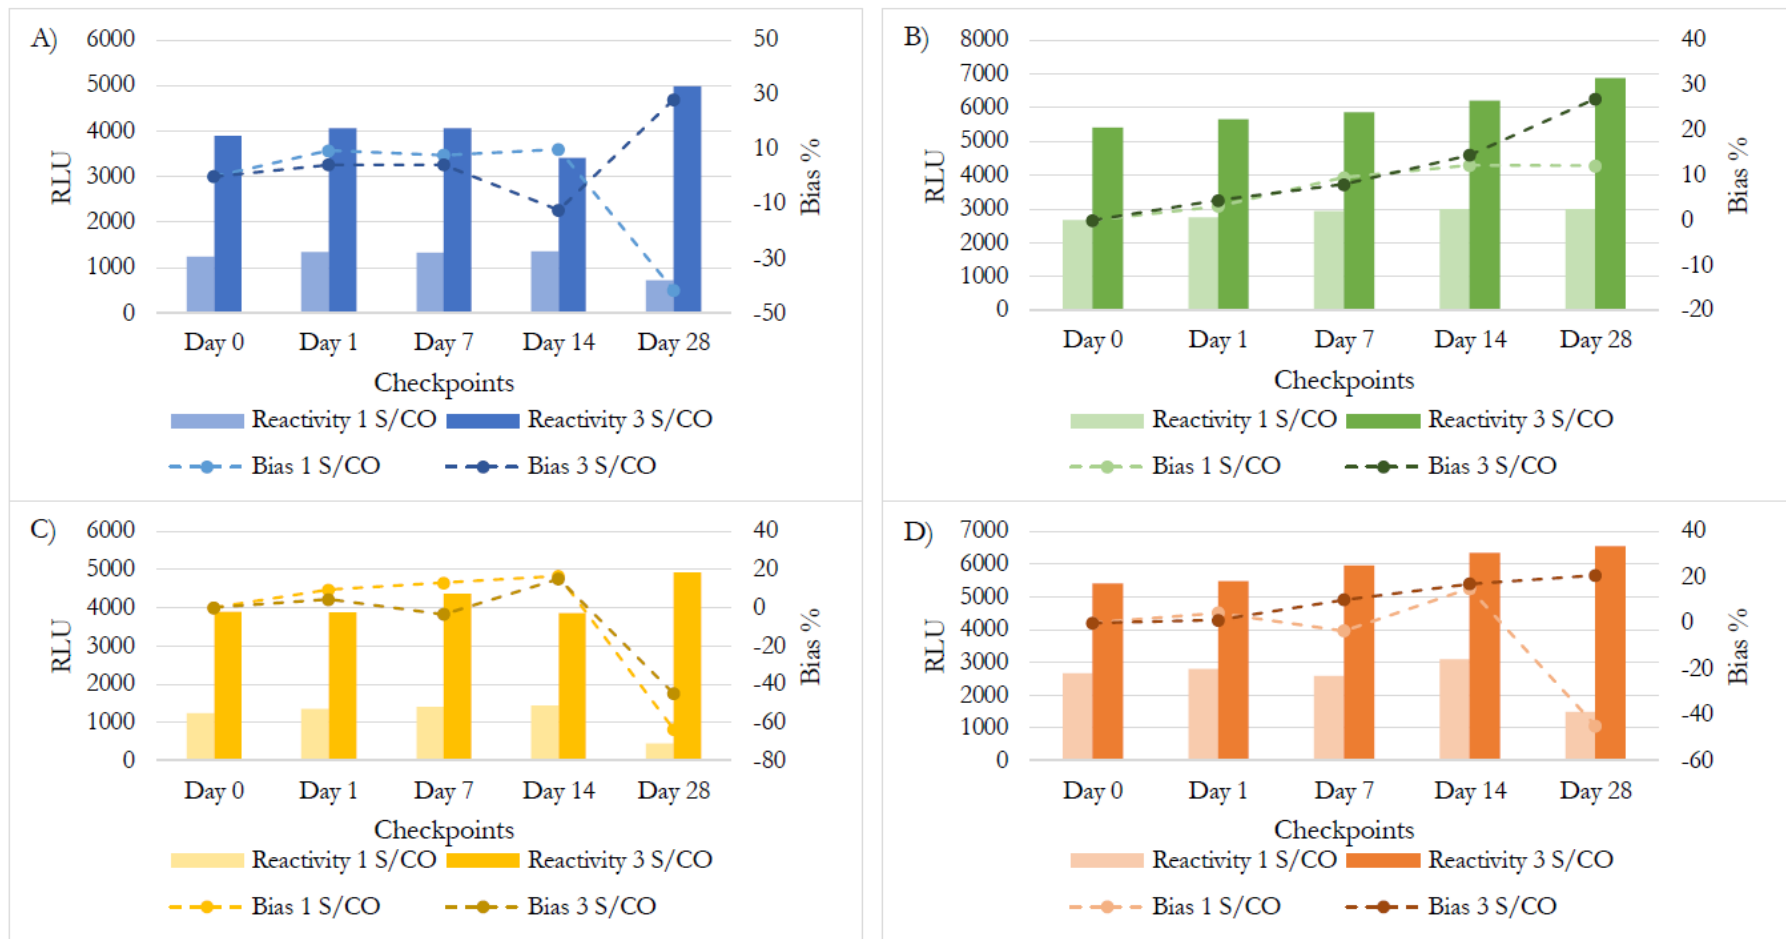 A)
6000
5000
4000
3000
2000
1000
0
RLU
50
30
10
-10
-30
-50
Bias %
Day 0 Day 1 Day 7 Day 14 Day 28
Checkpoints
Reactivity 1 S/CO Reactivity 3 S/CO
Bias 1 S/CO Bias 3 S/CO
B)
8000
7000
6000
5000
4000
3000
2000
1000
0
RLU
40
30
20
10
0
-10
-20
Bias %
Day 0 Day 1 Day 7 Day 14 Day 28
Checkpoints
Reactivity 1 S/CO Reactivity 3 S/CO
Bias 1 S/CO Bias 3 S/CO
C)
6000
5000
4000
3000
2000
1000
0
RLU
40
20
0
-20
-40
-60
-80
Bias %
Day 0 Day 1 Day 7 Day 14 Day 28
Checkpoints
Reactivity 1 S/CO Reactivity 3 S/CO
Bias 1 S/CO Bias 3 S/CO
D)
7000
6000
5000
4000
3000
2000
1000
0
RLU
40
20
0
-20
-40
-60
Bias %
Day 0 Day 1 Day 7 Day 14 Day 28
Checkpoints
Reactivity 1 S/CO Reactivity 3 S/CO
Bias 1 S/CO Bias 3 S/CO